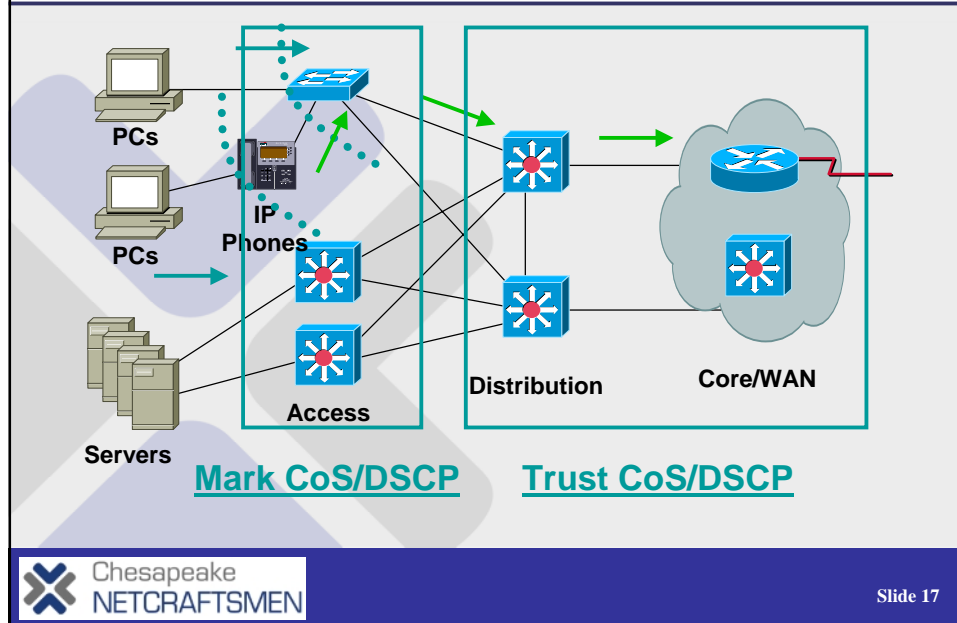 PCs
IP
Phones
PCs
Servers
Access
Distribution
Core/WAN
Mark CoS/DSCP
Trust CoS/DSCP
Chesapeake
NETCRAFTSMEN
Slide 17